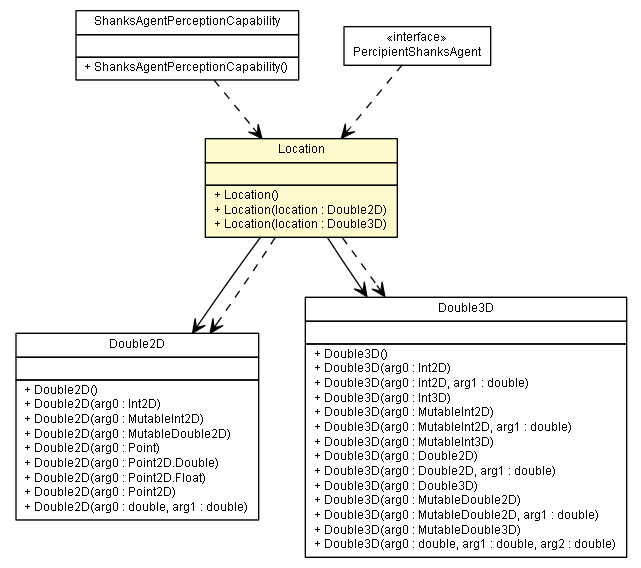 ShanksAgentPerceptionCapability
+ ShanksAgentPerceptionCapability()
«interface»
PercipientShanksAgent
Location
+ Location()
+ Location(location : Double2D)
+ Location(location : Double3D)
Double2D
+ Double2D()
+ Double2D(arg0 : Int2D)
+ Double2D(arg0 : MutableInt2D)
+ Double2D(arg0 : MutableDouble2D)
+ Double2D(arg0 : Point)
+ Double2D(arg0 : Point2D.Double)
+ Double2D(arg0 : Point2D.Float)
+ Double2D(arg0 : Point2D)
+ Double2D(arg0 : double, arg1 : double)
Double3D
+ Double3D()
+ Double3D(arg0 : Int2D)
+ Double3D(arg0 : Int2D, arg1 : double)
+ Double3D(arg0 : Int3D)
+ Double3D(arg0 : MutableInt2D)
+ Double3D(arg0 : MutableInt2D, arg1 : double)
+ Double3D(arg0 : MutableInt3D)
+ Double3D(arg0 : Double2D)
+ Double3D(arg0 : Double2D, arg1 : double)
+ Double3D(arg0 : Double3D)
+ Double3D(arg0 : MutableDouble2D)
+ Double3D(arg0 : MutableDouble2D, arg1 : double)
+ Double3D(arg0 : MutableDouble3D)
+ Double3D(arg0 : double, arg1 : double, arg2 : double)